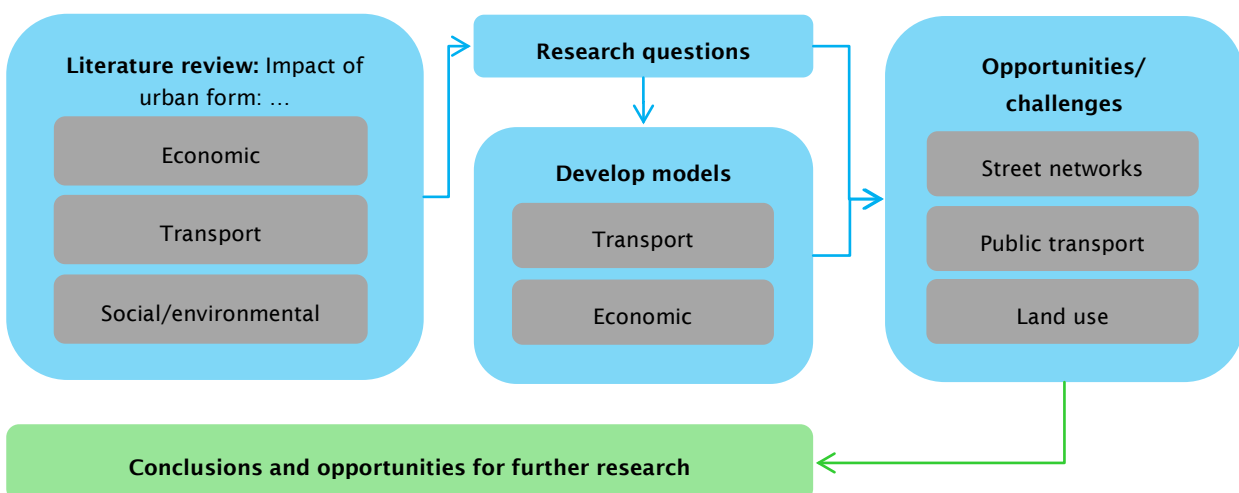 Literature review: Impact of
urban form: …
Economic
Transport
Social/environmental
Research questions
Develop models
Transport
Economic
Opportunities/
challenges
Street networks
Public transport
Land use
Conclusions and opportunities for further research